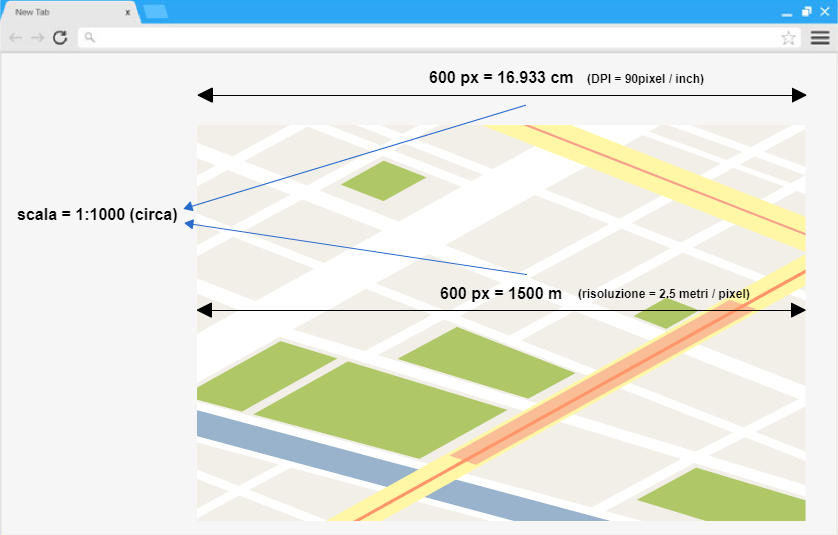 New Tab
x
600 px = 16.933 cm (DPI = 90pixel / inch)
scala = 1:1000 (circa)
600 px = 1500 m (risoluzione = 2,5 metri / pixel)